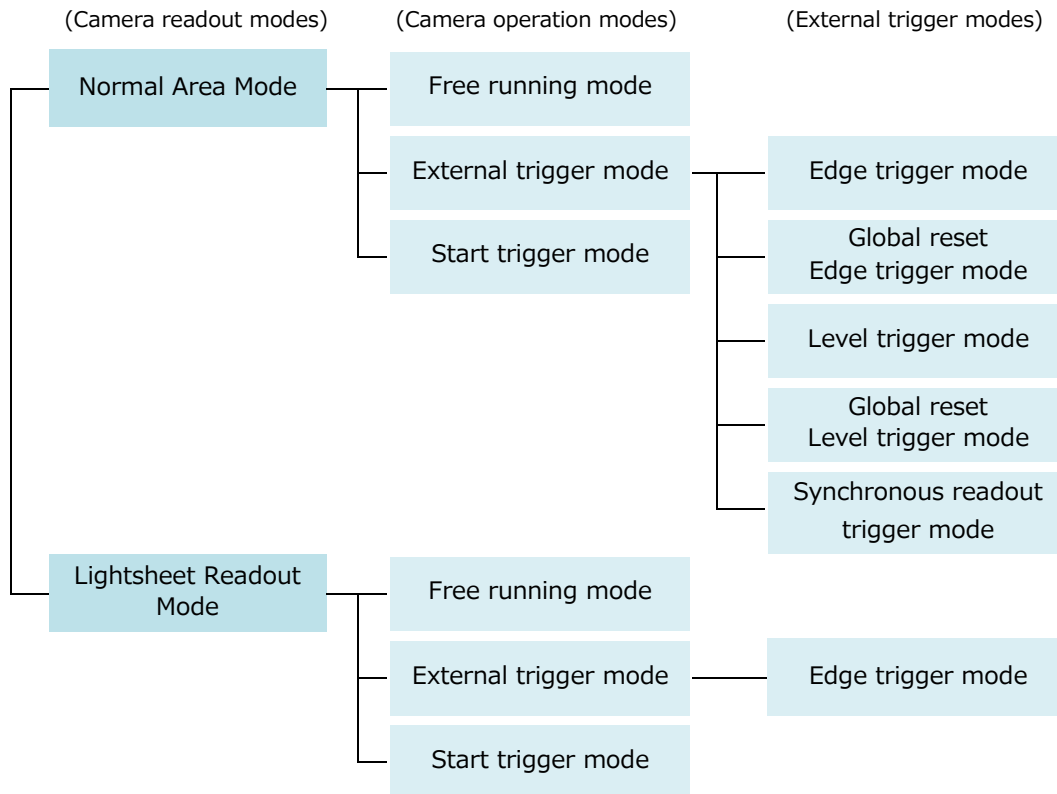 (Camera readout modes)
(Camera operation modes)
(External trigger modes)
Normal Area Mode
Free running mode
External trigger mode
Edge trigger mode
Start trigger mode
Global reset
Edge trigger mode
Level trigger mode
Global reset
Level trigger mode
Synchronous readout
trigger mode
Lightsheet Readout
Mode
Free running mode
External trigger mode
Edge trigger mode
Start trigger mode